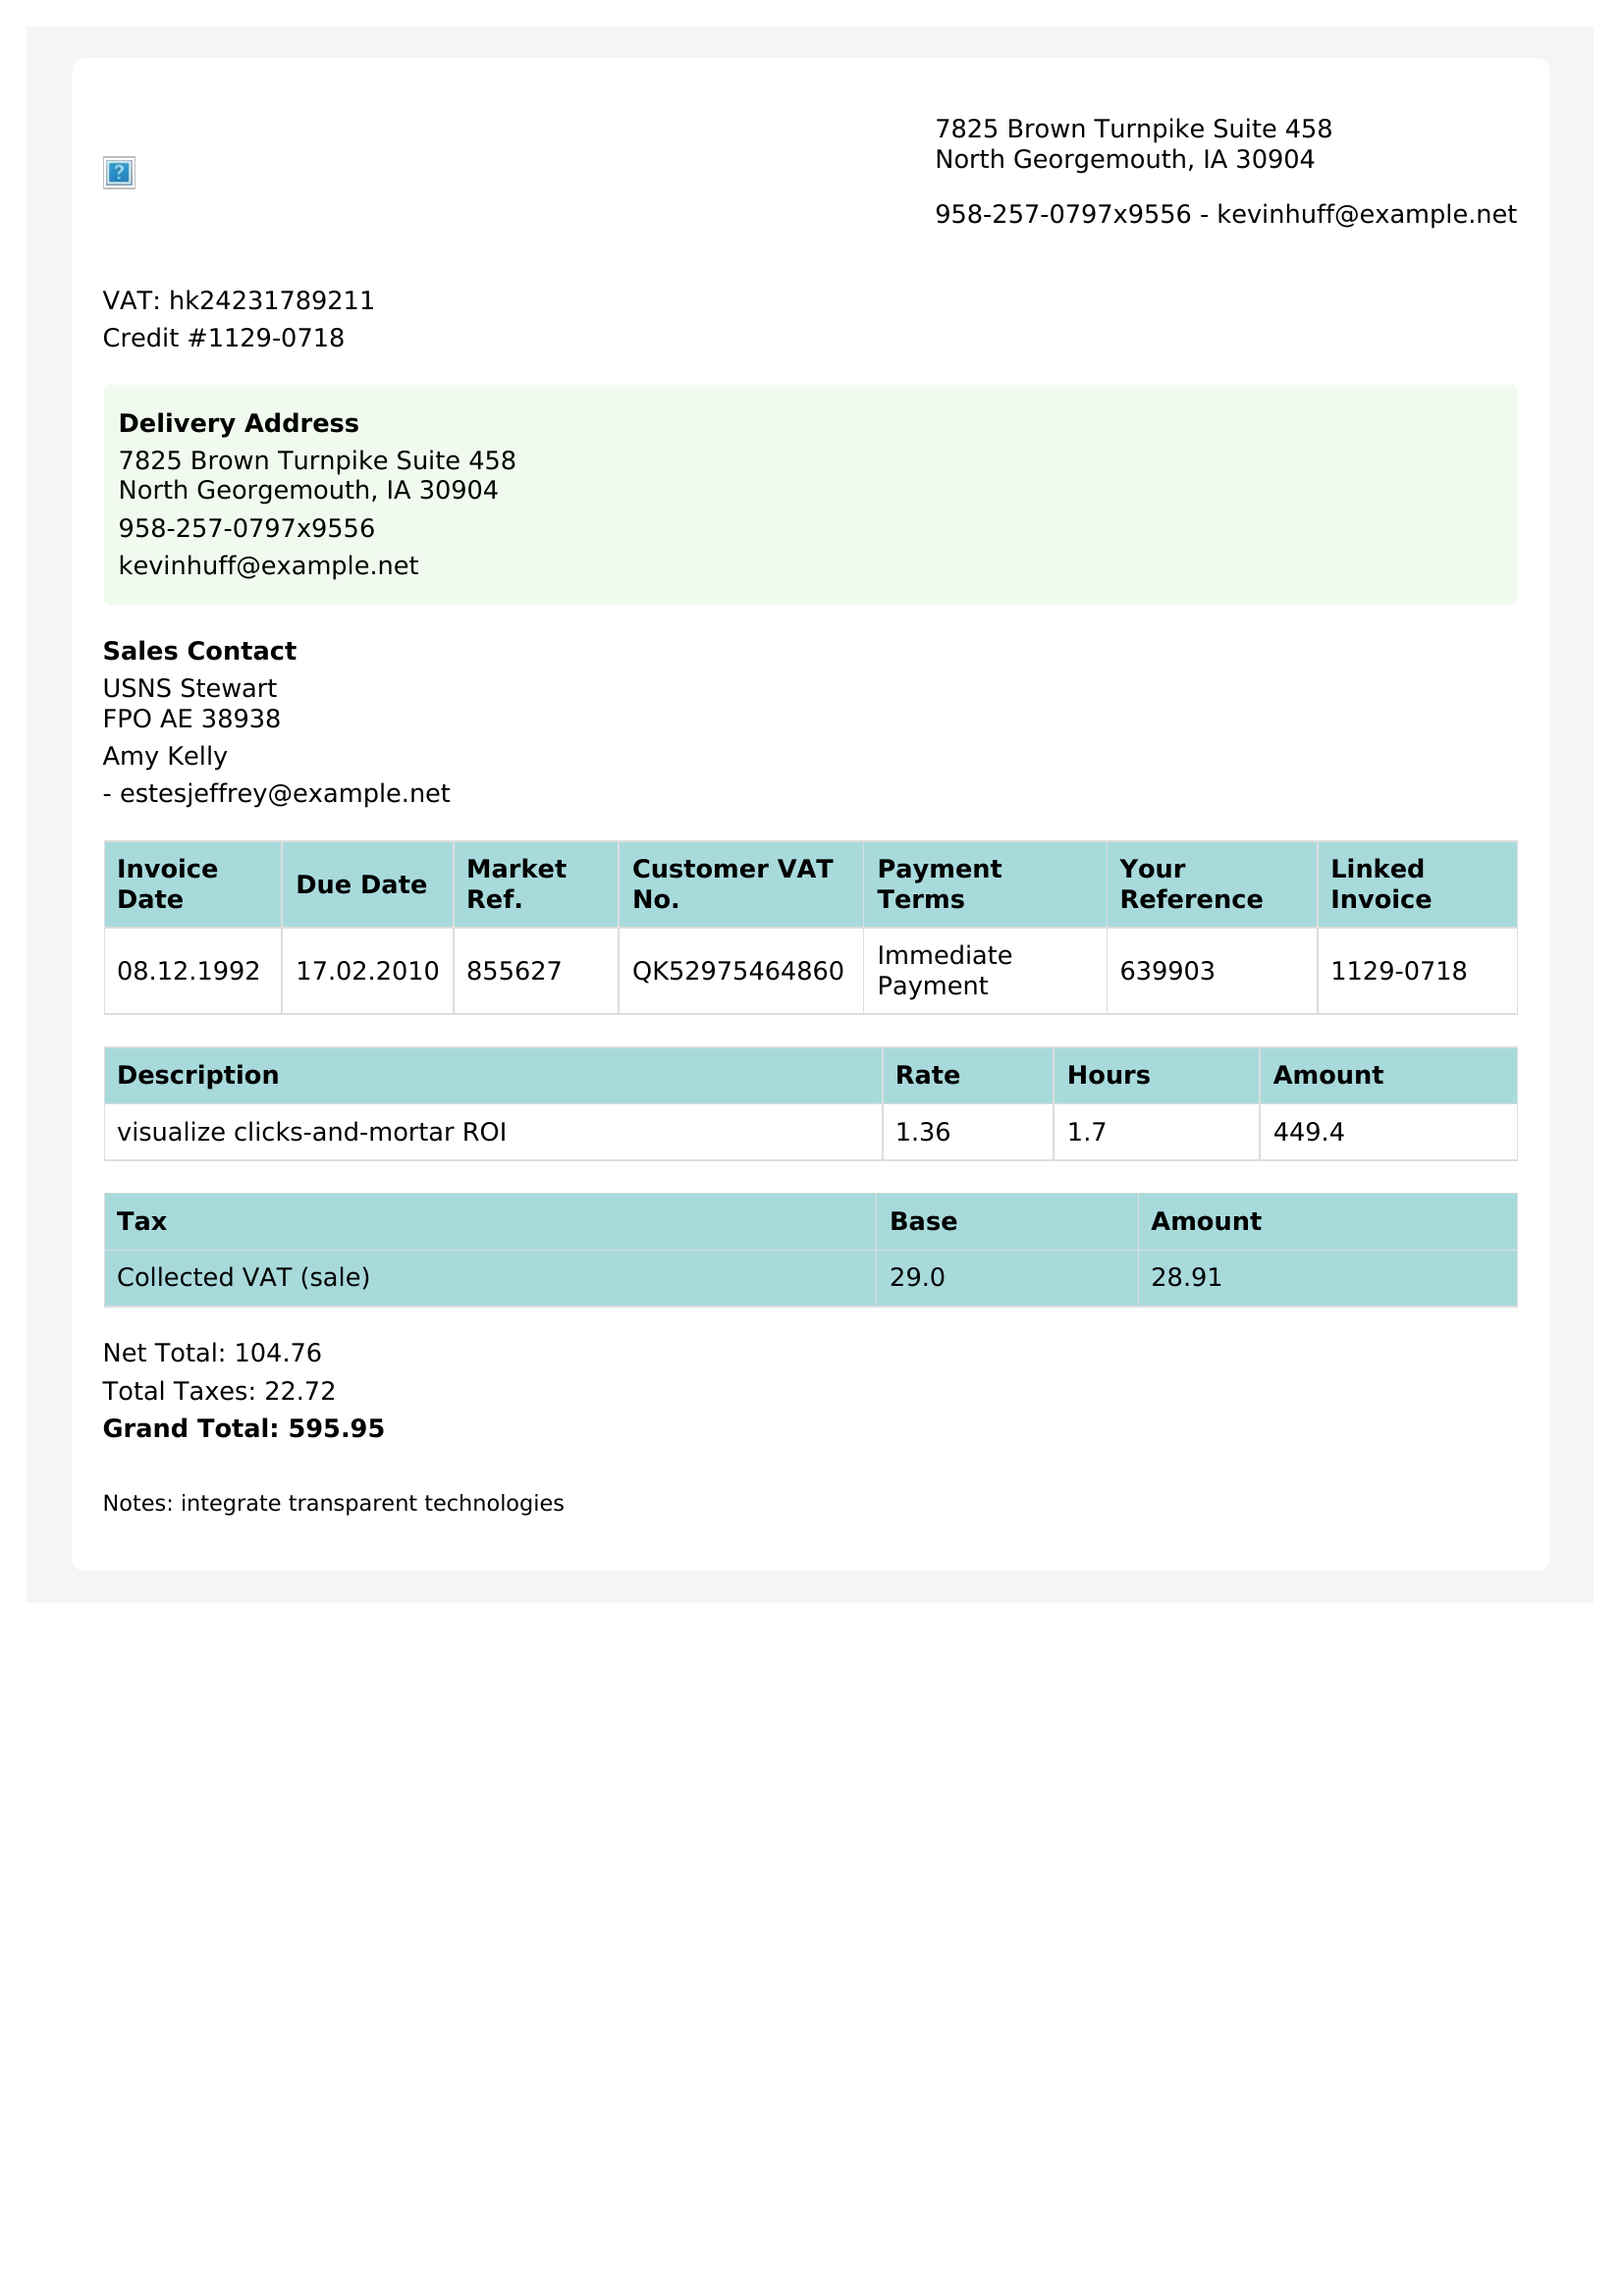 7825 Brown Turnpike Suite 458
North Georgemouth, IA 30904
958-257-0797x9556 - kevinhuff@example.net
VAT: hk24231789211
Credit #1129-0718
Delivery Address
7825 Brown Turnpike Suite 458
North Georgemouth, IA 30904
958-257-0797x9556
kevinhuff@example.net
Sales Contact
USNS Stewart
FPO AE 38938
Amy Kelly
- estesjeffrey@example.net
Invoice Date Due Date Market Ref. Customer VAT No. Payment Terms Your Reference Linked Invoice
08.12.1992 17.02.2010 855627 QK52975464860 Immediate Payment 639903 1129-0718
Description Rate Hours Amount
visualize clicks-and-mortar ROI 1.36 1.7 449.4
Tax Base Amount
Collected VAT (sale) 29.0 28.91
Net Total: 104.76
Total Taxes: 22.72
Grand Total: 595.95
Notes: integrate transparent technologies